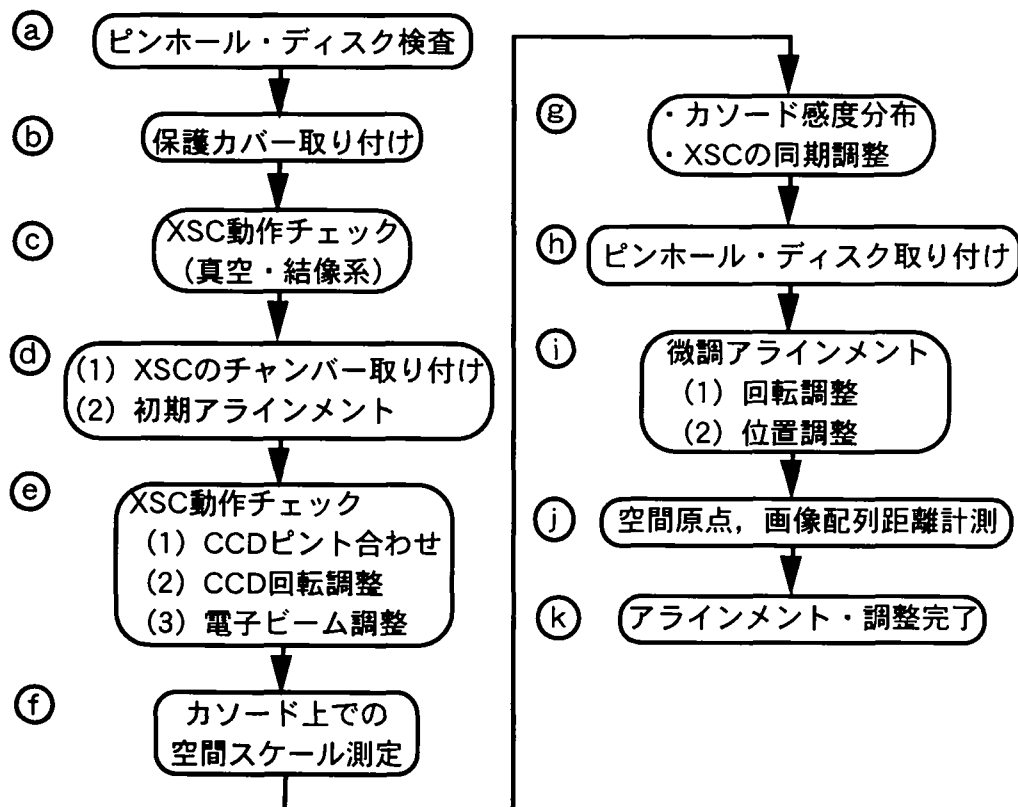 ⓐ ピンホール・ディスク検査
ⓑ 保護カバー取り付け
ⓒ XSC動作チェック
(真空・結像系)
ⓓ (1) XSCのチャンバー取り付け
(2) 初期アラインメント
ⓔ XSC動作チェック
(1) CCDピント合わせ
(2) CCD回転調整
(3) 電子ビーム調整
ⓕ カソード上での
空間スケール測定
ⓖ ・カソード感度分布
・XSCの同期調整
ⓗ ピンホール・ディスク取り付け
ⓘ 微調アラインメント
(1) 回転調整
(2) 位置調整
ⓙ 空間原点，画像配列距離計測
ⓚ アラインメント・調整完了